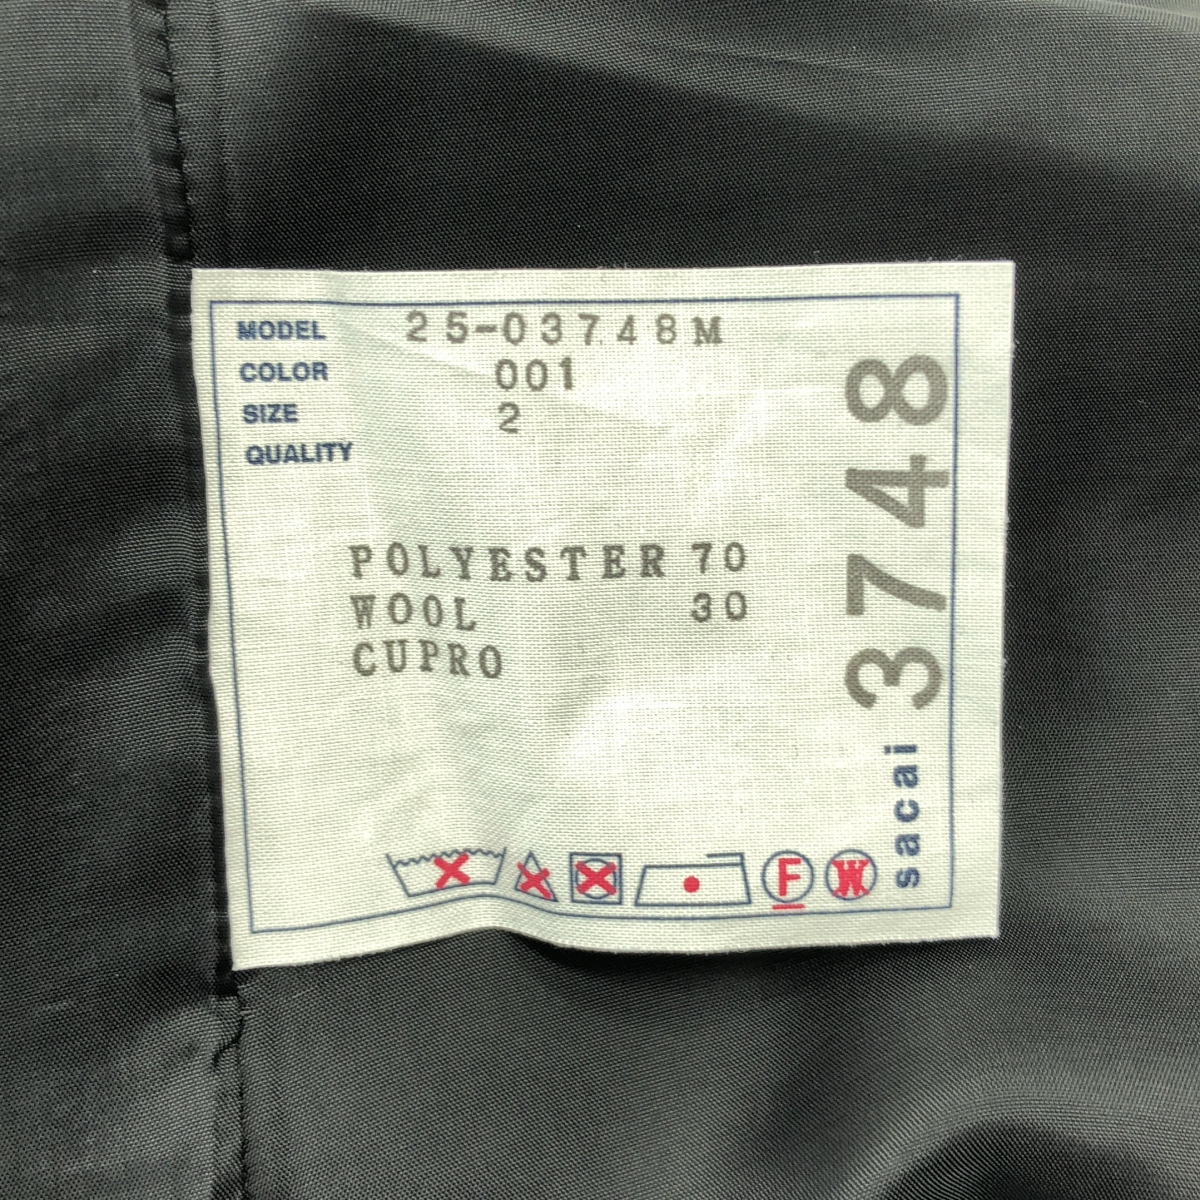 MODEL 25-03748M
COLOR 001
SIZE 2
QUALITY
POLYESTER 70
WOOL 30
CUPRO
F W
sacai 3748